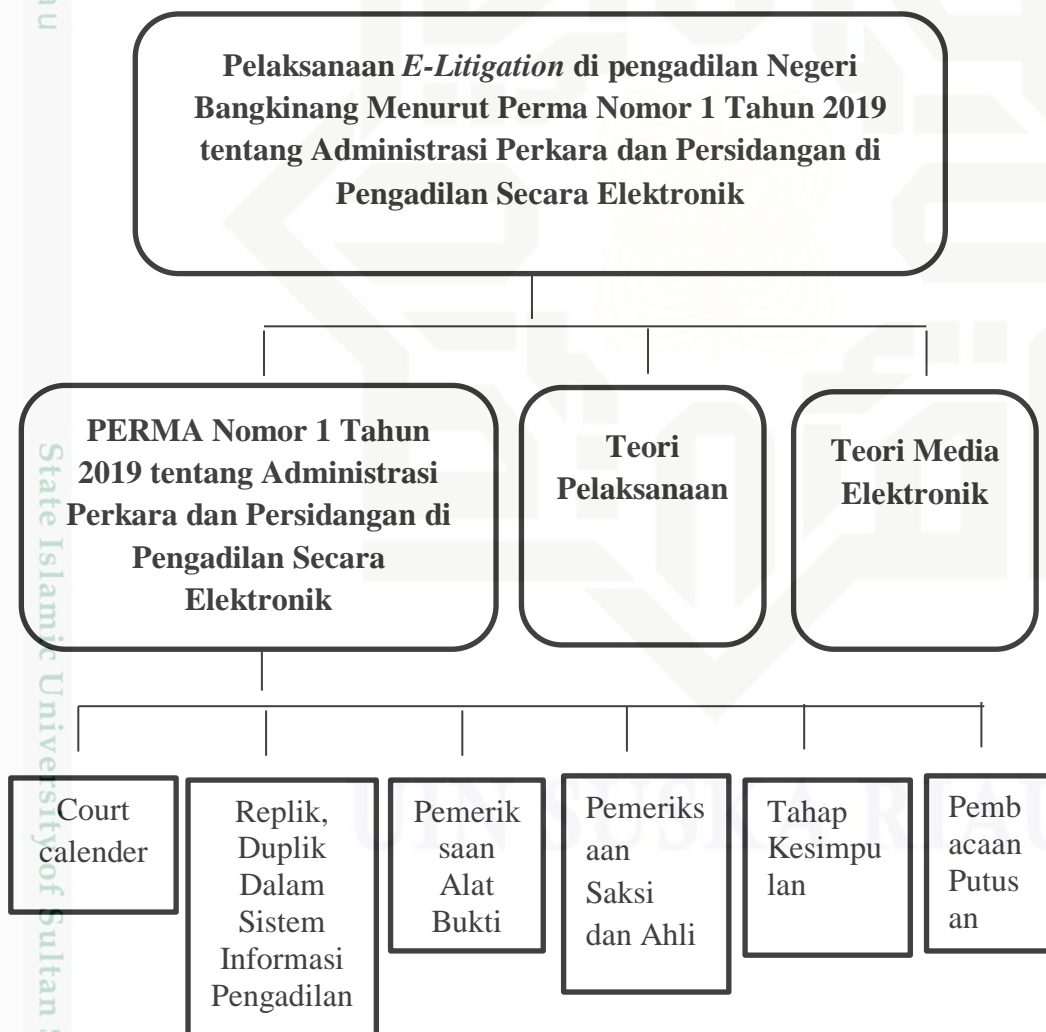 au
Pelaksanaan E-Litigation di pengadilan Negeri
Bangkinang Menurut Perma Nomor 1 Tahun 2019
tentang Administrasi Perkara dan Persidangan di
Pengadilan Secara Elektronik
PERMA Nomor 1 Tahun
2019 tentang Administrasi
Perkara dan Persidangan di
Pengadilan Secara
Elektronik
Teori
Pelaksanaan
Teori Media
Elektronik
Court
calender
Replik,
Duplik
Dalam
Sistem
Informasi
Pengadilan
Pemerik
saan
Alat
Bukti
Pemeriks
aan
Saksi
dan Ahli
Tahap
Kesimpu
lan
Pemb
acaan
Putus
an
State Islamic University of Sultan S
UIN SUSKA RIAU